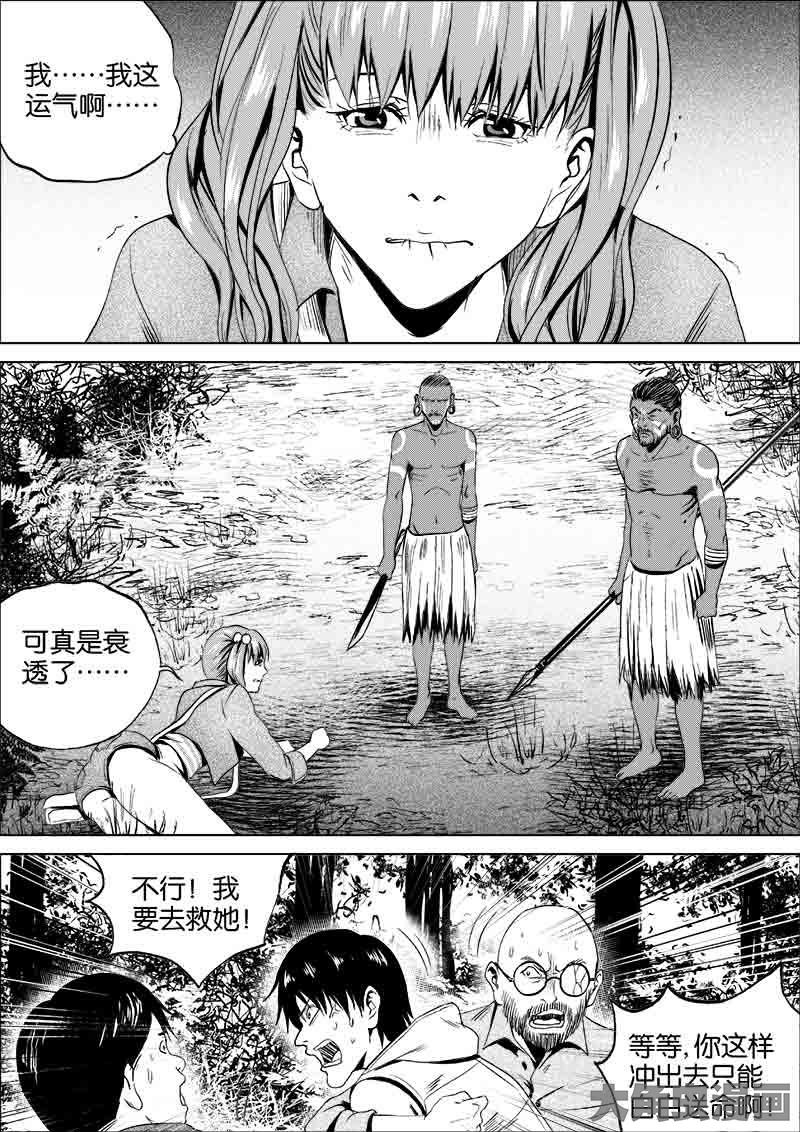 我……我这
运气啊……
可真是衰
透了……
不行！我
要去救她！
等等,你这样
冲出去只能
白白送命啊！